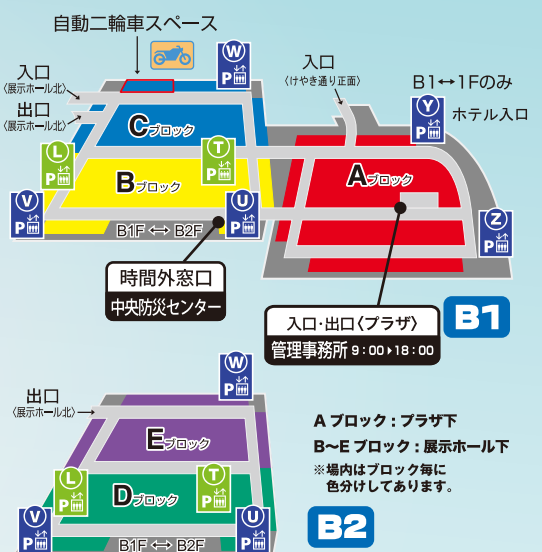 自動二輪車スペース
W
P
入口
〈展示ホール北〉
出口
〈展示ホール北〉
入口
〈けやき通り正面〉
B1↔1Fのみ
Y
P
ホテル入口
Cブロック
L
P
T
P
Bブロック
Aブロック
V
P
U
P
Z
P
B1F ↔ B2F
時間外窓口
中央防災センター
入口・出口〈プラザ〉
管理事務所 9:00▶18:00
B1
W
P
出口
〈展示ホール北〉
Eブロック
L
P
T
P
Dブロック
V
P
U
P
B1F ↔ B2F
A ブロック：プラザ下
B～E ブロック：展示ホール下
※場内はブロック毎に
色分けしてあります。
B2